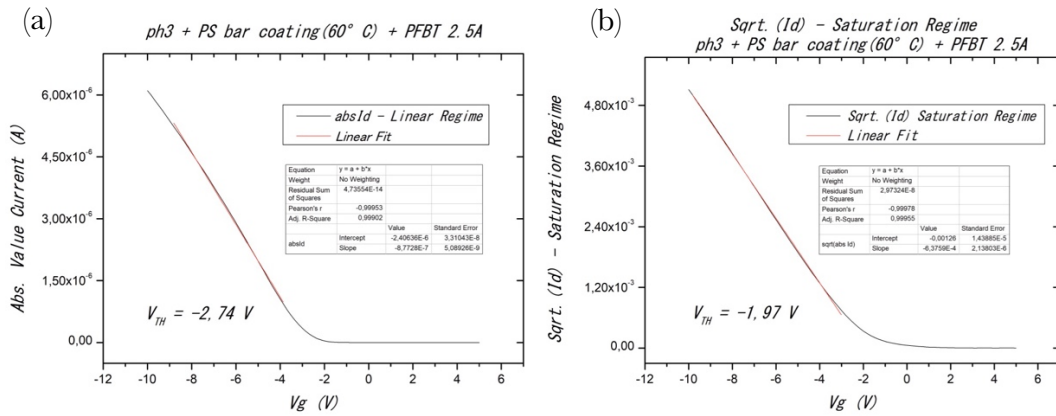 (a)
ph3 + PS bar coating(60° C) + PFBT 2.5A
Abs. Value Current (A)
6,00x10⁻⁶
4,50x10⁻⁶
3,00x10⁻⁶
1,50x10⁻⁶
0,00
absId - Linear Regime
Linear Fit
Equation y = a + b*x
Weight No Weighting
Residual Sum of Squares 4,73554E-14
Pearson's r -0,99953
Adj. R-Square 0,99902
Value Standard Error
absId Intercept -2,40636E-6 3,31043E-8
Slope -8,7728E-7 5,08926E-9
V_TH = -2,74 V
-12 -10 -8 -6 -4 -2 0 2 4 6
Vg (V)
(b)
Sqrt.(Id) - Saturation Regime
ph3 + PS bar coating(60° C) + PFBT 2.5A
Sqrt.(Id) - Saturation Regime
4,80x10⁻³
3,60x10⁻³
2,40x10⁻³
1,20x10⁻³
0,00
Sqrt.(Id) Saturation Regime
Linear Fit
Equation y = a + b*x
Weight No Weighting
Residual Sum of Squares 2,97324E-8
Pearson's r -0,99978
Adj. R-Square 0,99955
Value Standard Error
sqrt(abs Id) Intercept -0,00126 1,43885E-5
Slope -6,3759E-4 2,13803E-6
V_TH = -1,97 V
-12 -10 -8 -6 -4 -2 0 2 4 6
Vg (V)